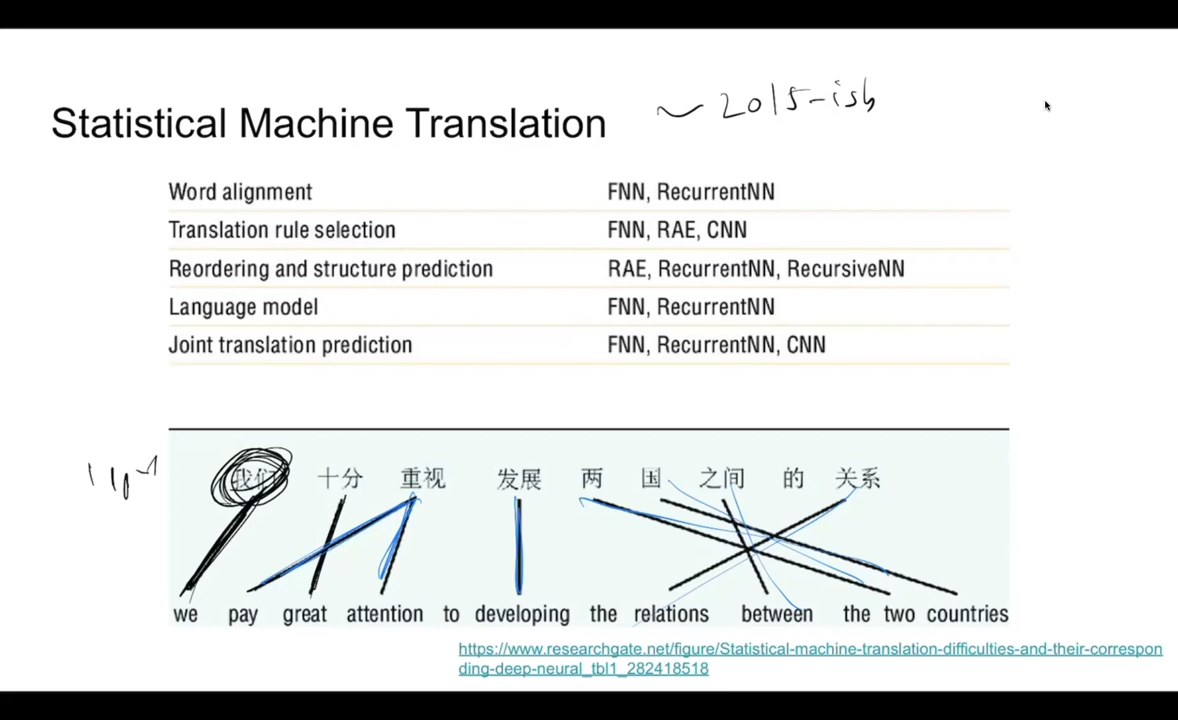 Statistical Machine Translation ~ 2015-ish
Word alignment FNN, RecurrentNN
Translation rule selection FNN, RAE, CNN
Reordering and structure prediction RAE, RecurrentNN, RecursiveNN
Language model FNN, RecurrentNN
Joint translation prediction FNN, RecurrentNN, CNN
我们 十分 重视 发展 两 国 之间 的 关系
we pay great attention to developing the relations between the two countries
https://www.researchgate.net/figure/Statistical-machine-translation-difficulties-and-their-correspon
ding-deep-neural_tbl1_282418518